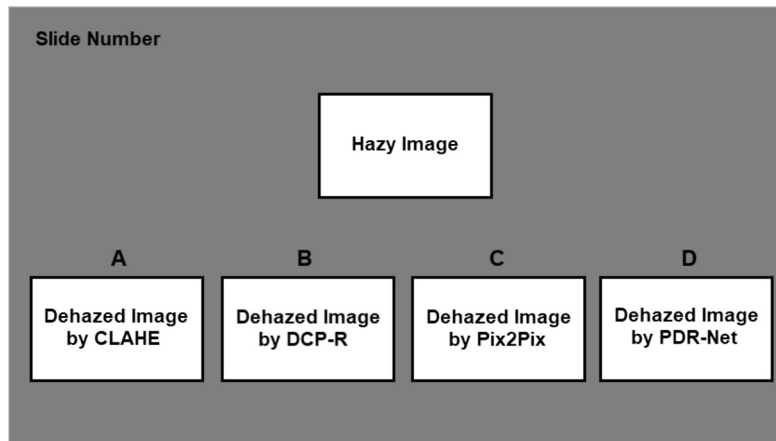 Slide Number
Hazy Image
A
B
C
D
Dehazed Image
by CLAHE
Dehazed Image
by DCP-R
Dehazed Image
by Pix2Pix
Dehazed Image
by PDR-Net